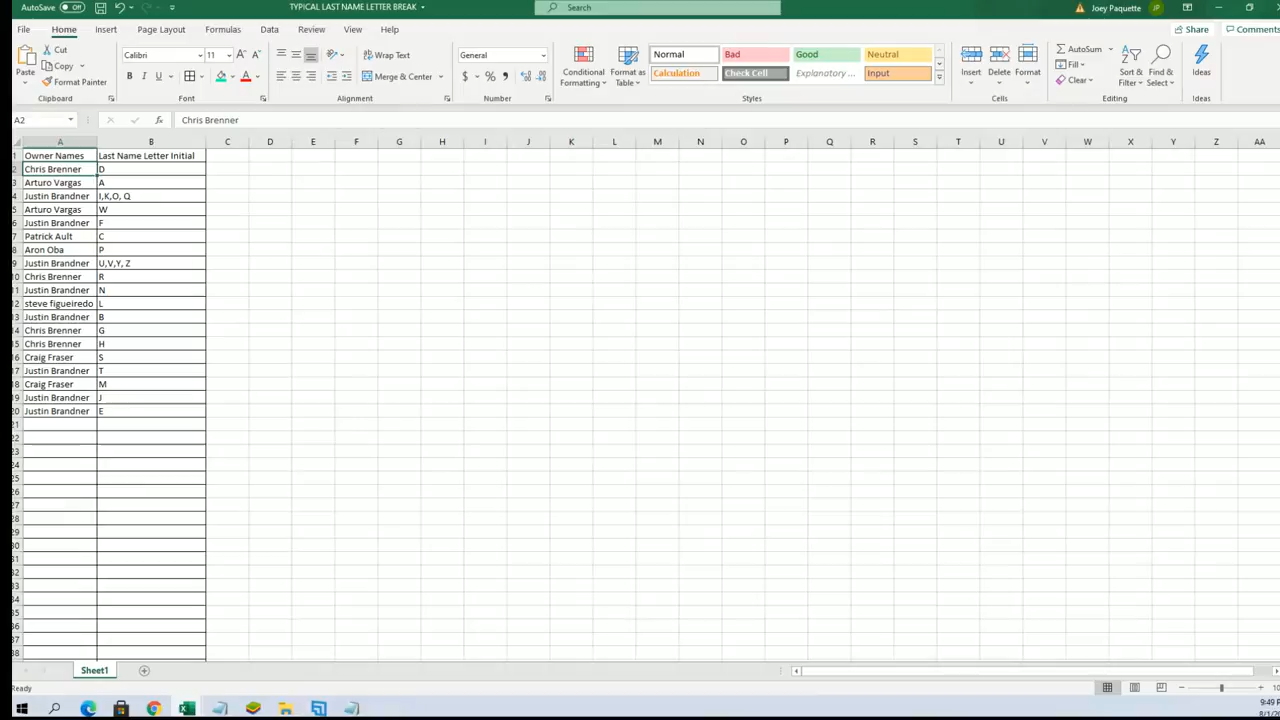 AutoSave Off TYPICAL LAST NAME LETTER BREAK Search Joey Paquette JP
File Home Insert Page Layout Formulas Data Review View Help Share Comments
Paste Cut Copy Format Painter Clipboard
Calibri 11 B I U A A Font
Wrap Text Merge & Center Alignment
General $ % Number
Conditional Formatting Format as Table Normal Bad Good Neutral Calculation Check Cell Explanatory ... Input Styles
Insert Delete Format Cells
AutoSum Fill Clear Sort & Filter Find & Select Editing
Ideas Ideas
A2 fx Chris Brenner
A B C D E F G H I J K L M N O P Q R S T U V W X Y Z AA
Owner Names Last Name Letter Initial
Chris Brenner D
Arturo Vargas A
Justin Brandner I,K,O, Q
Arturo Vargas W
Justin Brandner F
Patrick Ault C
Aron Oba P
Justin Brandner U,V,Y, Z
Chris Brenner R
Justin Brandner N
steve figueiredo L
Justin Brandner B
Chris Brenner G
Chris Brenner H
Craig Fraser S
Justin Brandner T
Craig Fraser M
Justin Brandner J
Justin Brandner E
Sheet1
Ready
9:49 PM